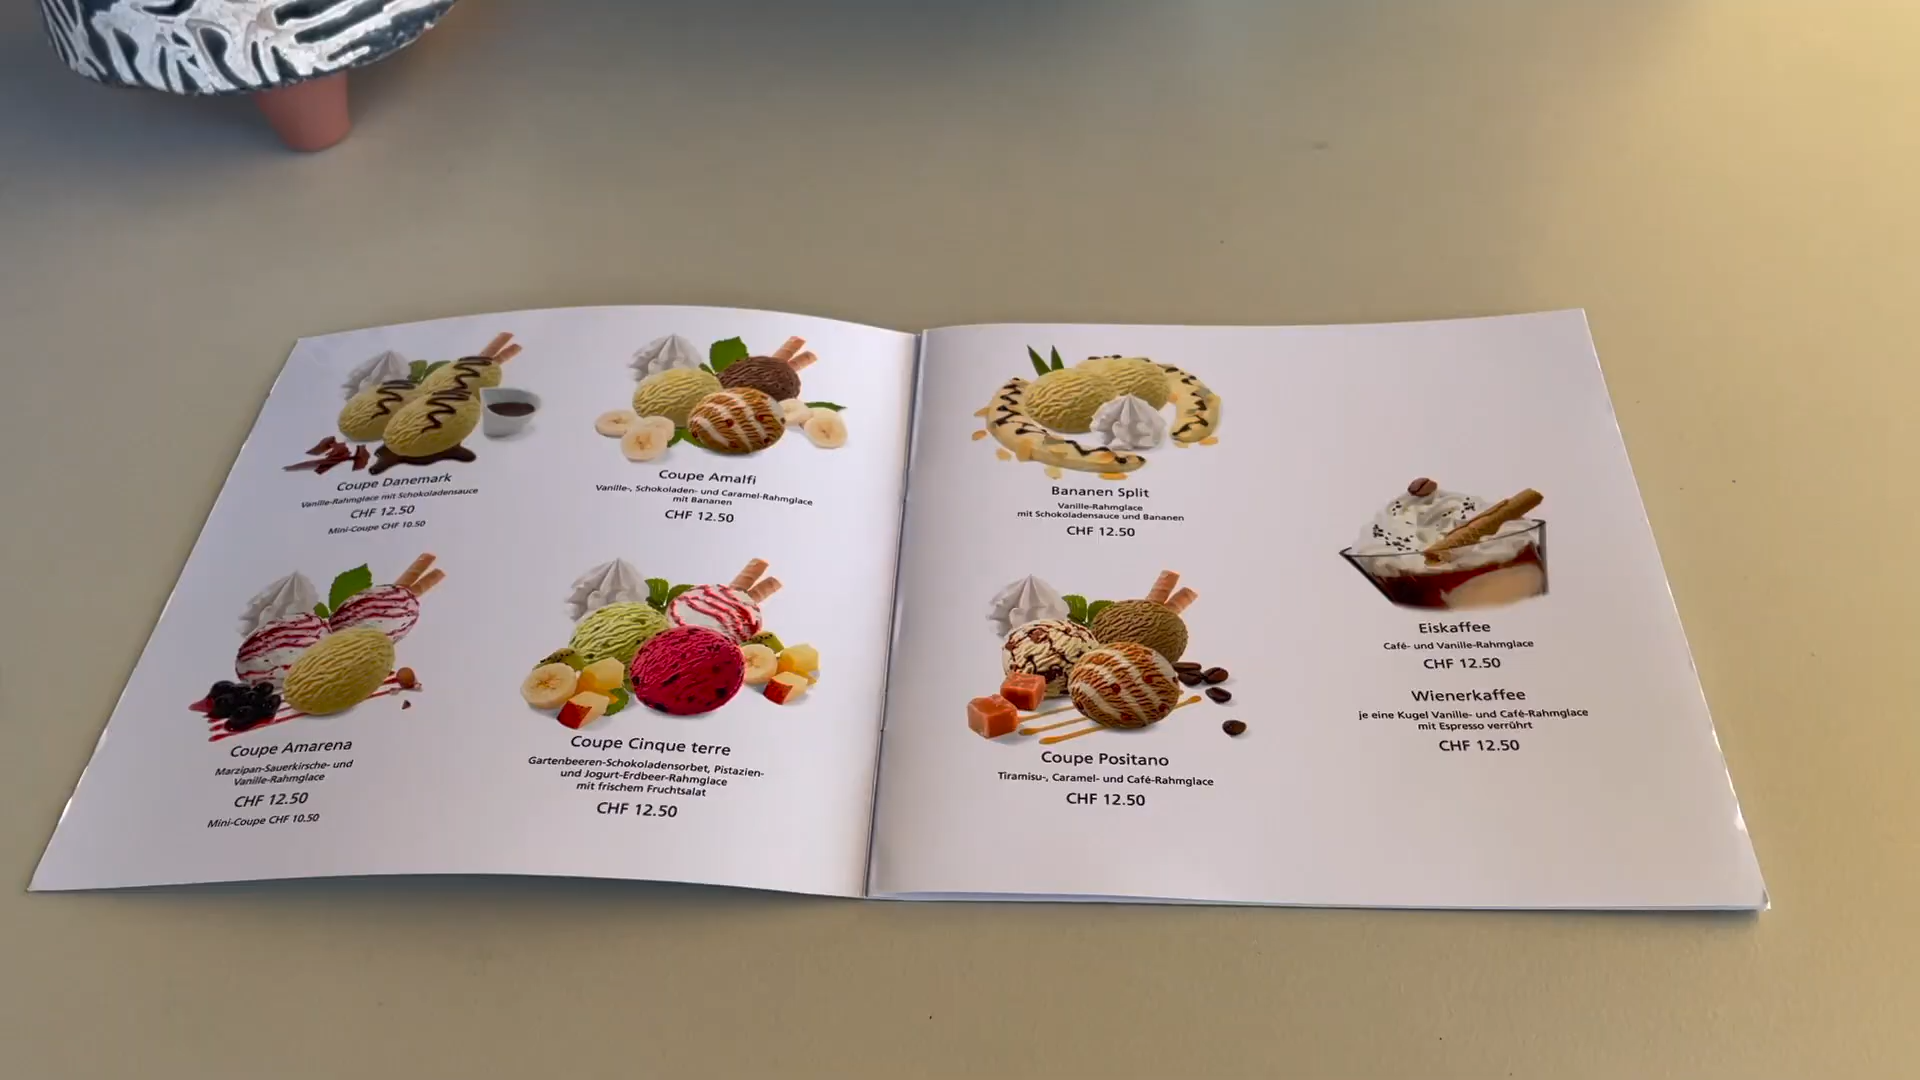 Coupe Danemark
Vanille-Rahmglace mit Schokoladensauce
CHF 12.50
Mini-Coupe CHF 10.50
Coupe Amalfi
Vanille-, Schokoladen- und Caramel-Rahmglace
mit Bananen
CHF 12.50
Coupe Amarena
Marzipan-Sauerkirsche- und
Vanille-Rahmglace
CHF 12.50
Mini-Coupe CHF 10.50
Coupe Cinque terre
Gartenbeeren-Schokoladensorbet, Pistazien-
und Jogurt-Erdbeer-Rahmglace
mit frischem Fruchtsalat
CHF 12.50
Bananen Split
Vanille-Rahmglace
mit Schokoladensauce und Bananen
CHF 12.50
Coupe Positano
Tiramisu-, Caramel- und Café-Rahmglace
CHF 12.50
Eiskaffee
Café- und Vanille-Rahmglace
CHF 12.50
Wienerkaffee
je eine Kugel Vanille- und Café-Rahmglace
mit Espresso verrührt
CHF 12.50